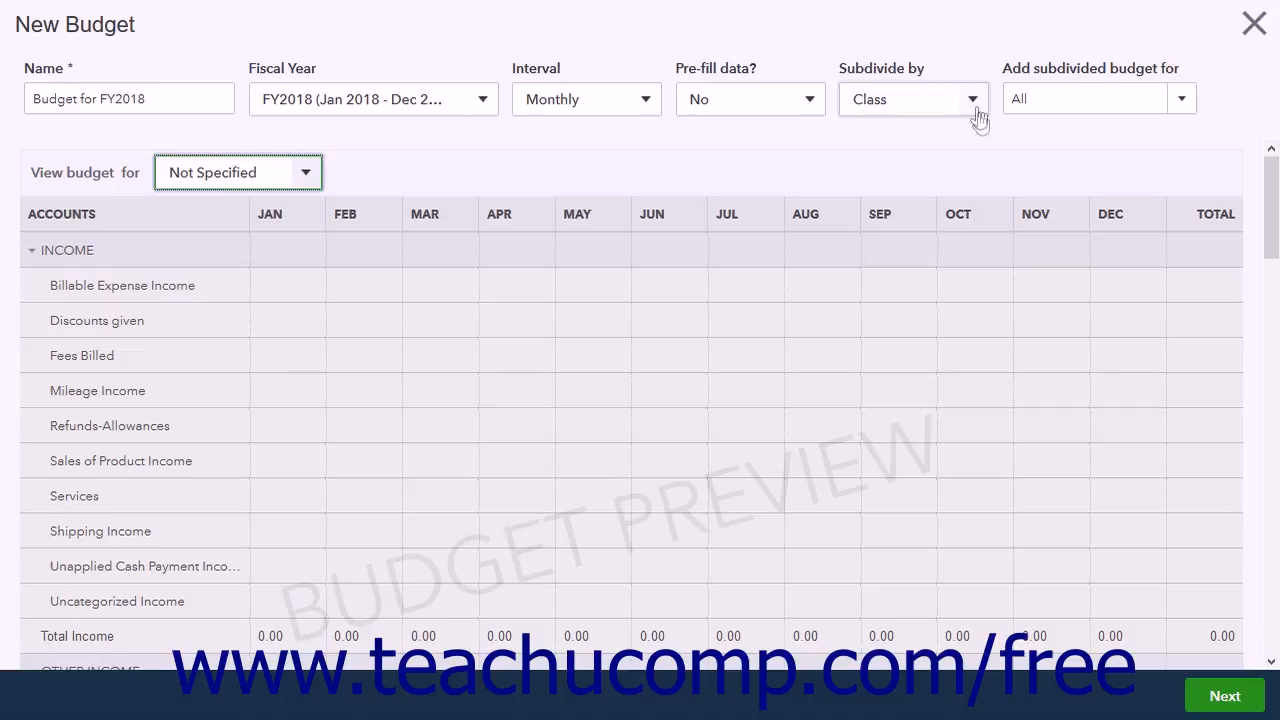 New Budget
Name * Fiscal Year Interval Pre-fill data? Subdivide by Add subdivided budget for
Budget for FY2018 FY2018 (Jan 2018 - Dec 2... Monthly No Class All
View budget for Not Specified
ACCOUNTS JAN FEB MAR APR MAY JUN JUL AUG SEP OCT NOV DEC TOTAL
INCOME
Billable Expense Income
Discounts given
Fees Billed
Mileage Income
Refunds-Allowances
Sales of Product Income
Services
Shipping Income
Unapplied Cash Payment Inco...
Uncategorized Income
BUDGET PREVIEW
Total Income 0.00 0.00 0.00 0.00 0.00 0.00 0.00 0.00 0.00 0.00 0.00 0.00 0.00
OTHER INCOME
www.teachucomp.com/free
Next